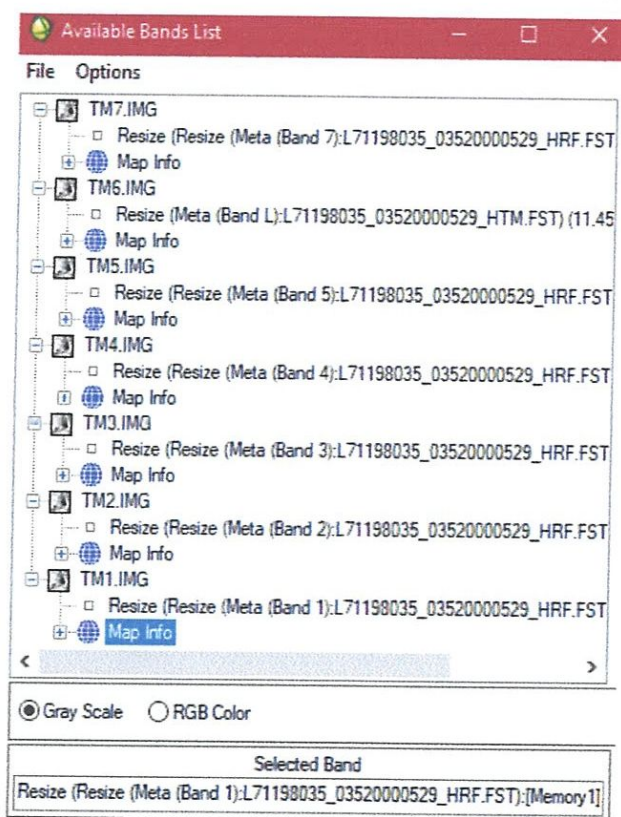 Available Bands List
File Options
TM7.IMG
Resize (Resize (Meta (Band 7):L71198035_03520000529_HRF.FST
Map Info
TM6.IMG
Resize (Meta (Band L):L71198035_03520000529_HTM.FST) (11.45
Map Info
TM5.IMG
Resize (Resize (Meta (Band 5):L71198035_03520000529_HRF.FST
Map Info
TM4.IMG
Resize (Resize (Meta (Band 4):L71198035_03520000529_HRF.FST
Map Info
TM3.IMG
Resize (Resize (Meta (Band 3):L71198035_03520000529_HRF.FST
Map Info
TM2.IMG
Resize (Resize (Meta (Band 2):L71198035_03520000529_HRF.FST
Map Info
TM1.IMG
Resize (Resize (Meta (Band 1):L71198035_03520000529_HRF.FST
Map Info
Gray Scale RGB Color
Selected Band
Resize (Resize (Meta (Band 1):L71198035_03520000529_HRF.FST):[Memory1]